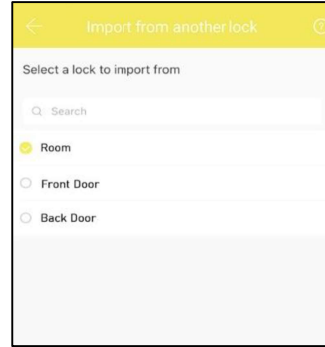 Import from another lock
Select a lock to import from
Search
Room
Front Door
Back Door